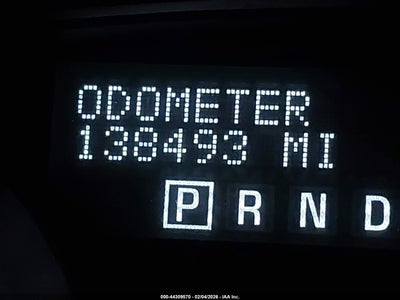 ODOMETER
138493 MI
P R N D
000-44309570 - 02/04/2026 - IAA Inc.